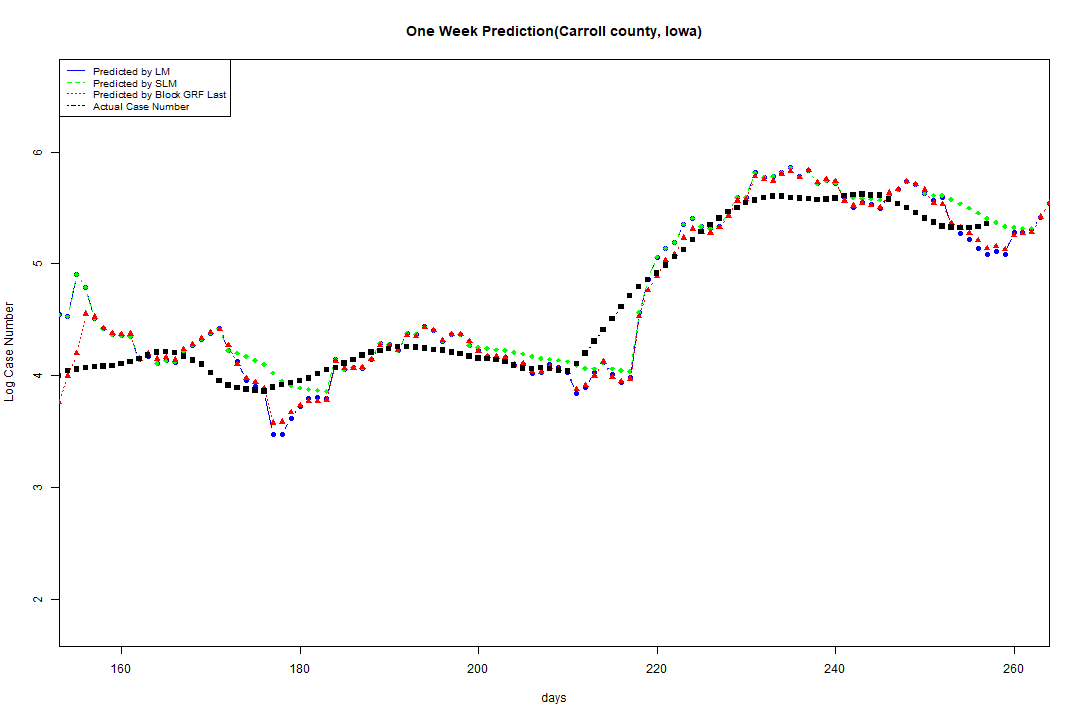 One Week Prediction(Carroll county, Iowa)
Predicted by LM
Predicted by SLM
Predicted by Block GRF Last
Actual Case Number
6
5
4
3
2
Log Case Number
160 180 200 220 240 260
days